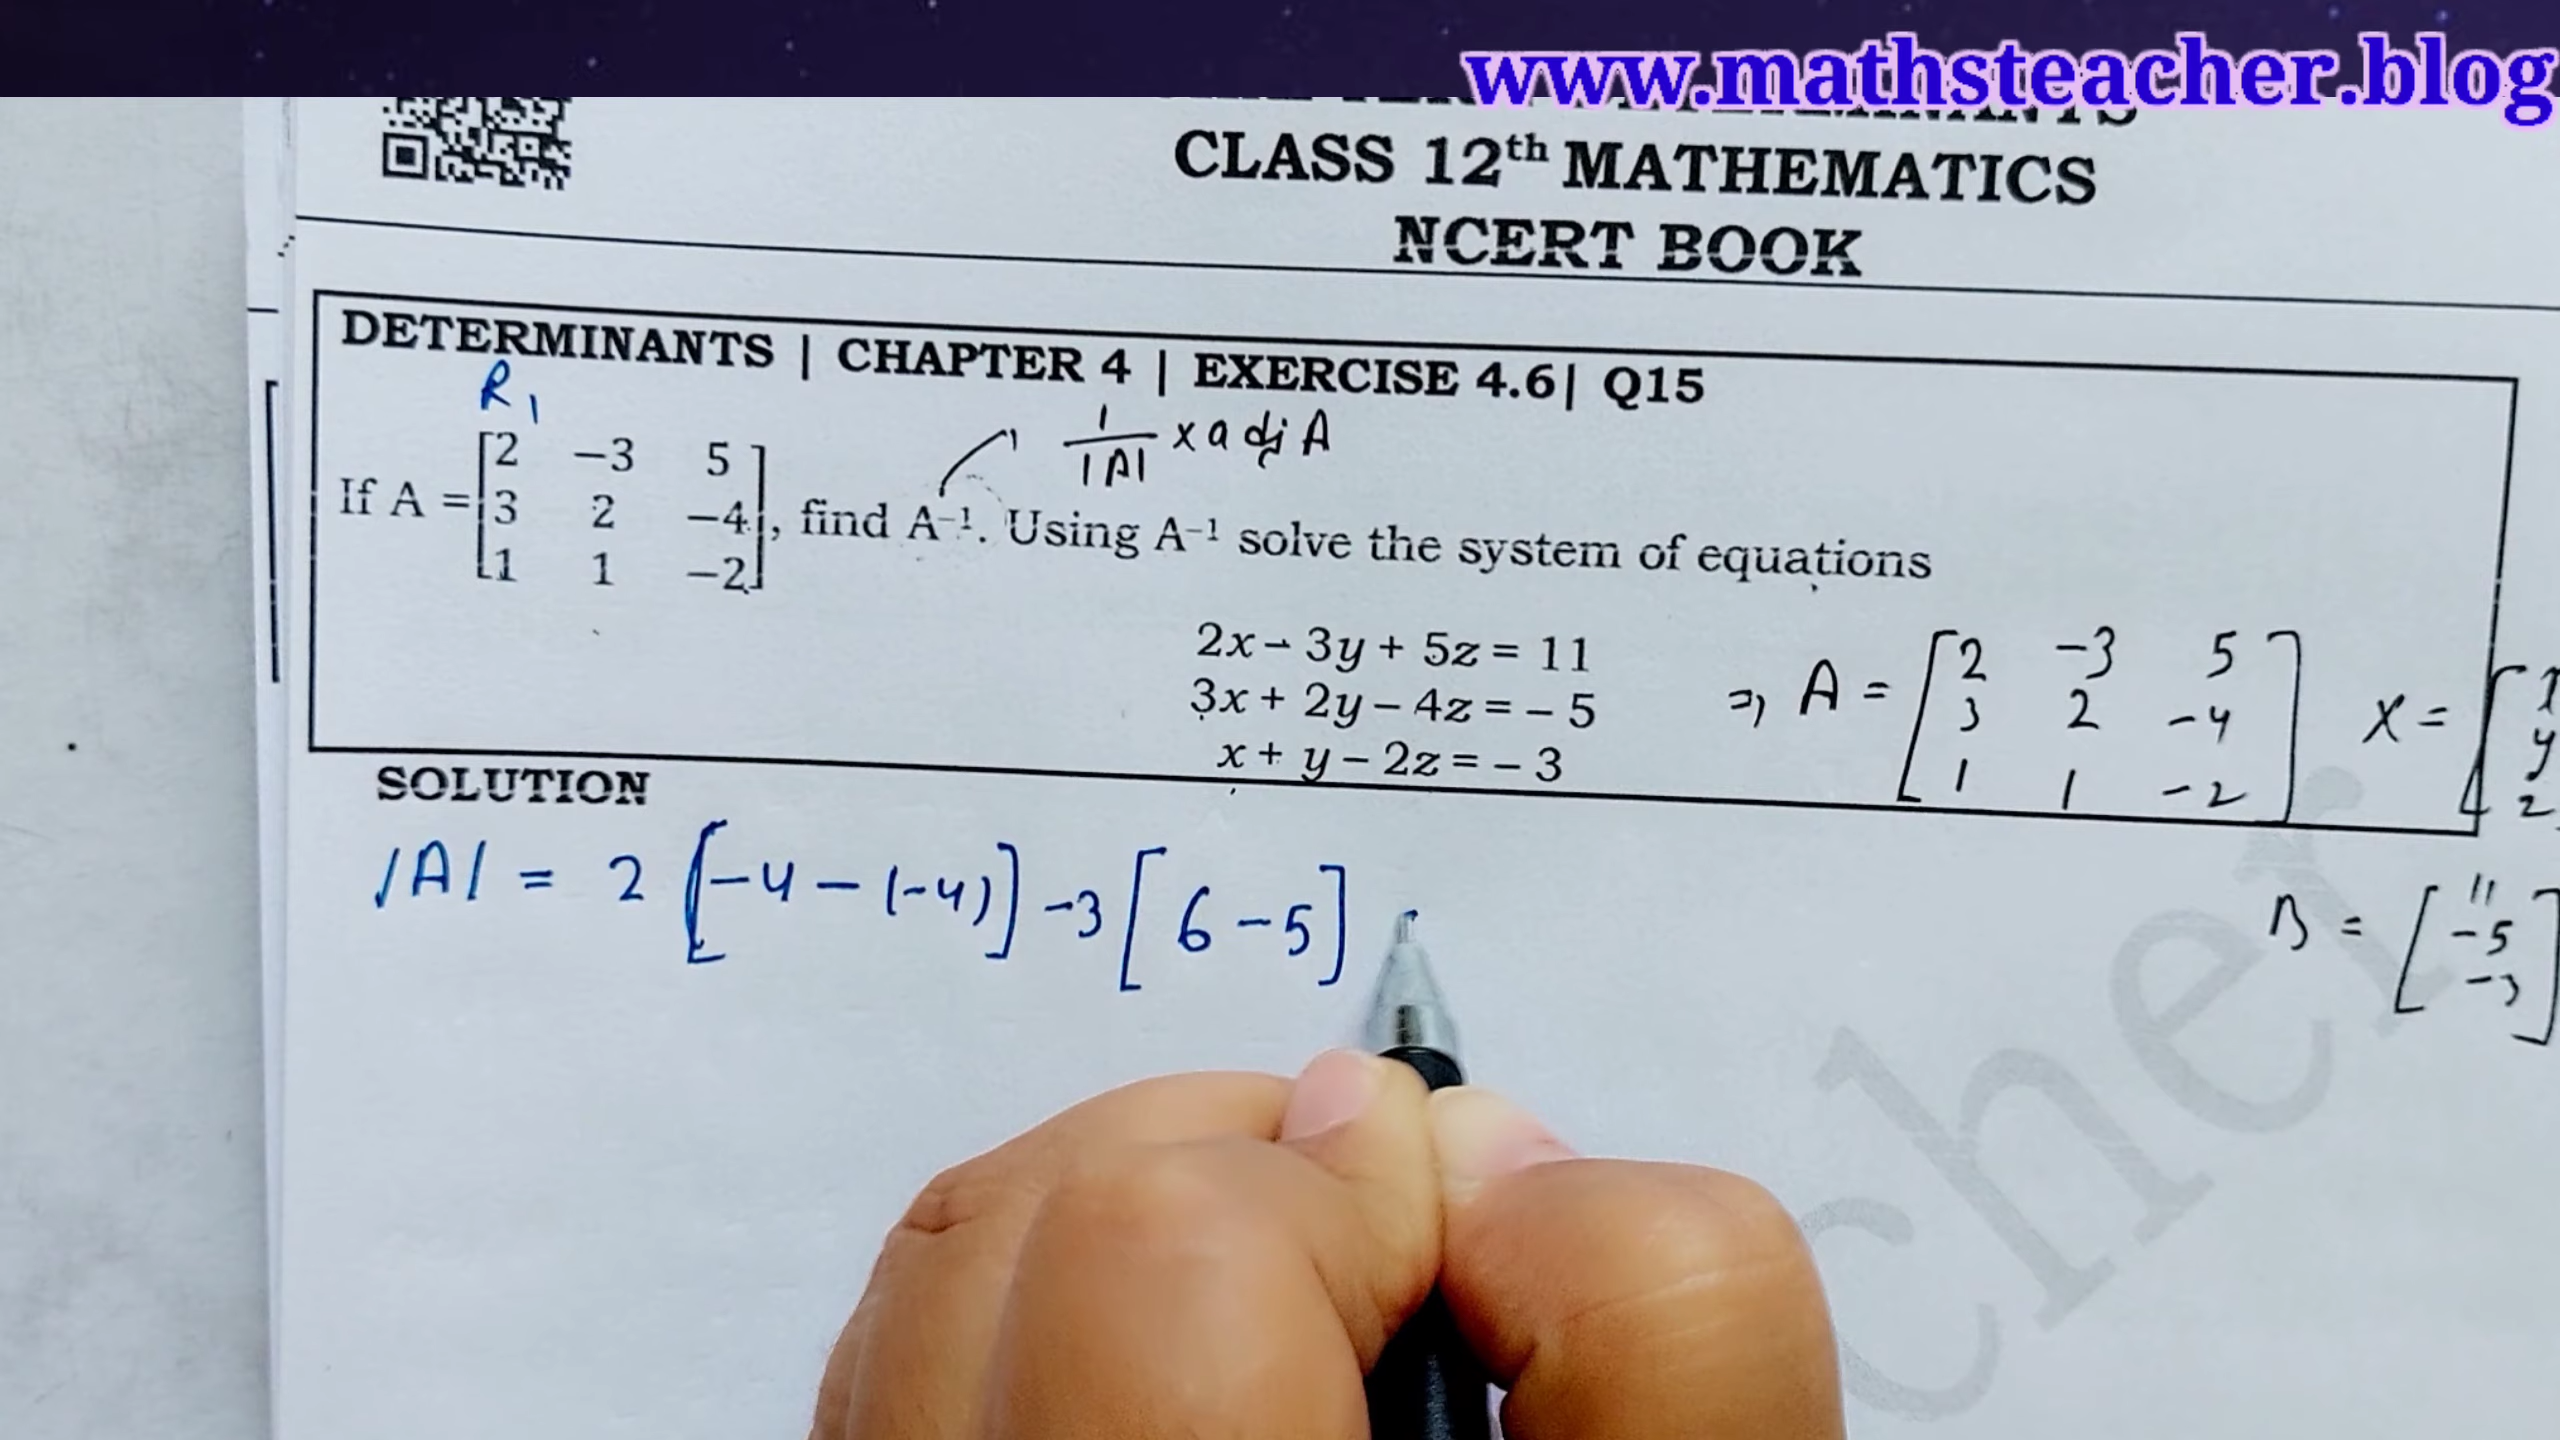 www.mathsteacher.blog
CLASS 12th MATHEMATICS
NCERT BOOK
DETERMINANTS | CHAPTER 4 | EXERCISE 4.6| Q15
R1
1/|A| x adj A
If A = [2 −3 5; 3 2 −4; 1 1 −2], find A⁻¹. Using A⁻¹ solve the system of equations
2x − 3y + 5z = 11
3x + 2y − 4z = − 5
x + y − 2z = − 3
⇒, A = [2 -3 5; 3 2 -4; 1 1 -2] X = [x y z
SOLUTION
|A| = 2 [-4 - (-4)] -3 [6 - 5]
B = [11 -5 -3]
cher